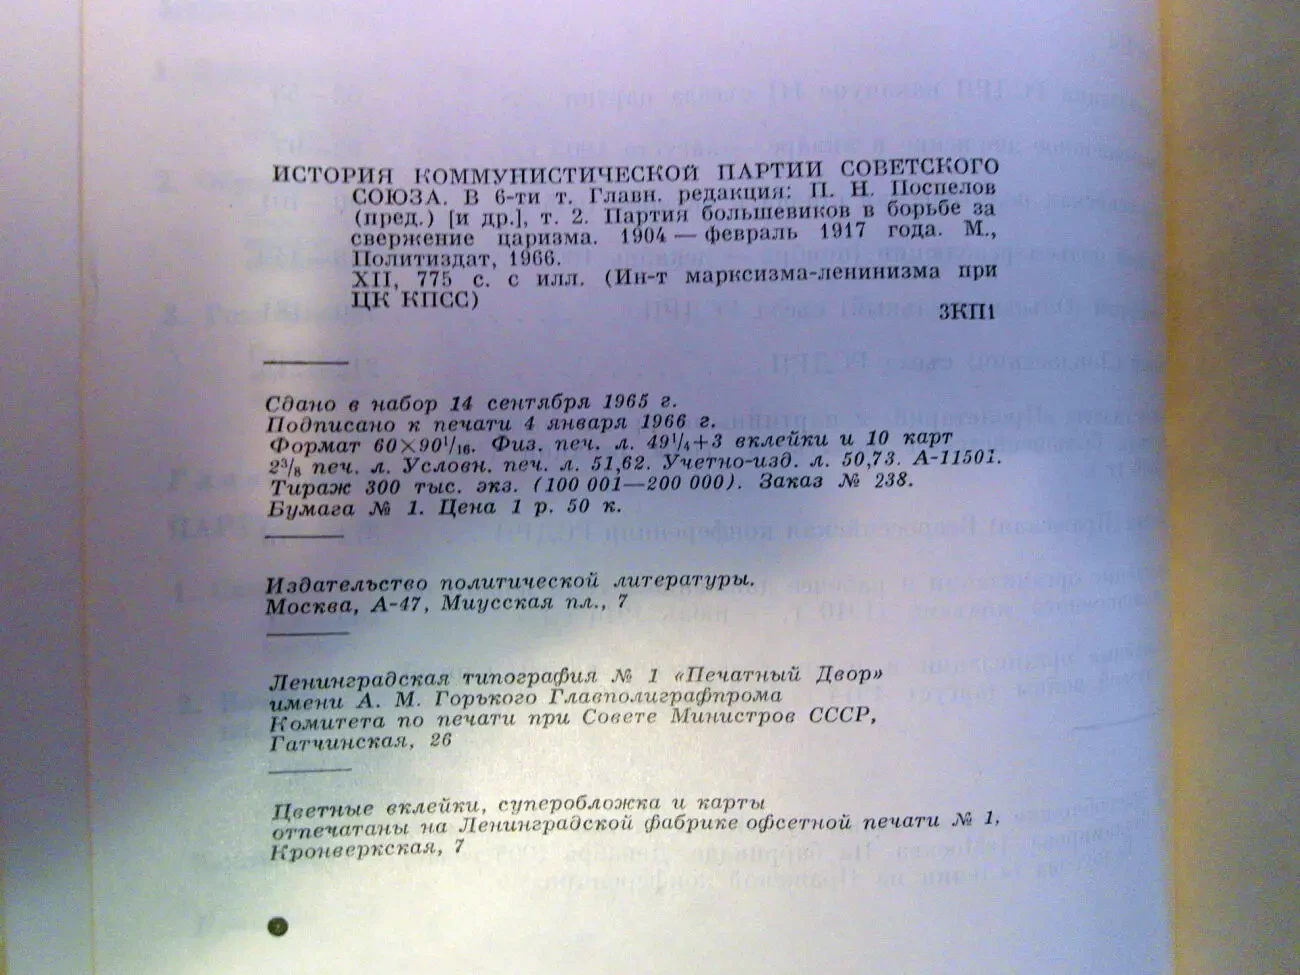 ИСТОРИЯ КОММУНИСТИЧЕСКОЙ ПАРТИИ СОВЕТСКОГО
СОЮЗА. В 6-ти т. Главн. редакция: П. Н. Поспелов
(пред.) [и др.], т. 2. Партия большевиков в борьбе за
свержение царизма. 1904 — февраль 1917 года. М.,
Политиздат, 1966.
XII, 775 с. с илл. (Ин-т марксизма-ленинизма при
ЦК КПСС)
3КП1
Сдано в набор 14 сентября 1965 г.
Подписано к печати 4 января 1966 г.
Формат 60×90¹/₁₆. Физ. печ. л. 49¹/₄+3 вклейки и 10 карт
2³/₈ печ. л. Условн. печ. л. 51,62. Учетно-изд. л. 50,73. А-11501.
Тираж 300 тыс. экз. (100 001—200 000). Заказ № 238.
Бумага № 1. Цена 1 р. 50 к.
Издательство политической литературы.
Москва, А-47, Миусская пл., 7
Ленинградская типография № 1 «Печатный Двор»
имени А. М. Горького Главполиграфпрома
Комитета по печати при Совете Министров СССР,
Гатчинская, 26
Цветные вклейки, суперобложка и карты
отпечатаны на Ленинградской фабрике офсетной печати № 1,
Кронверкская, 7